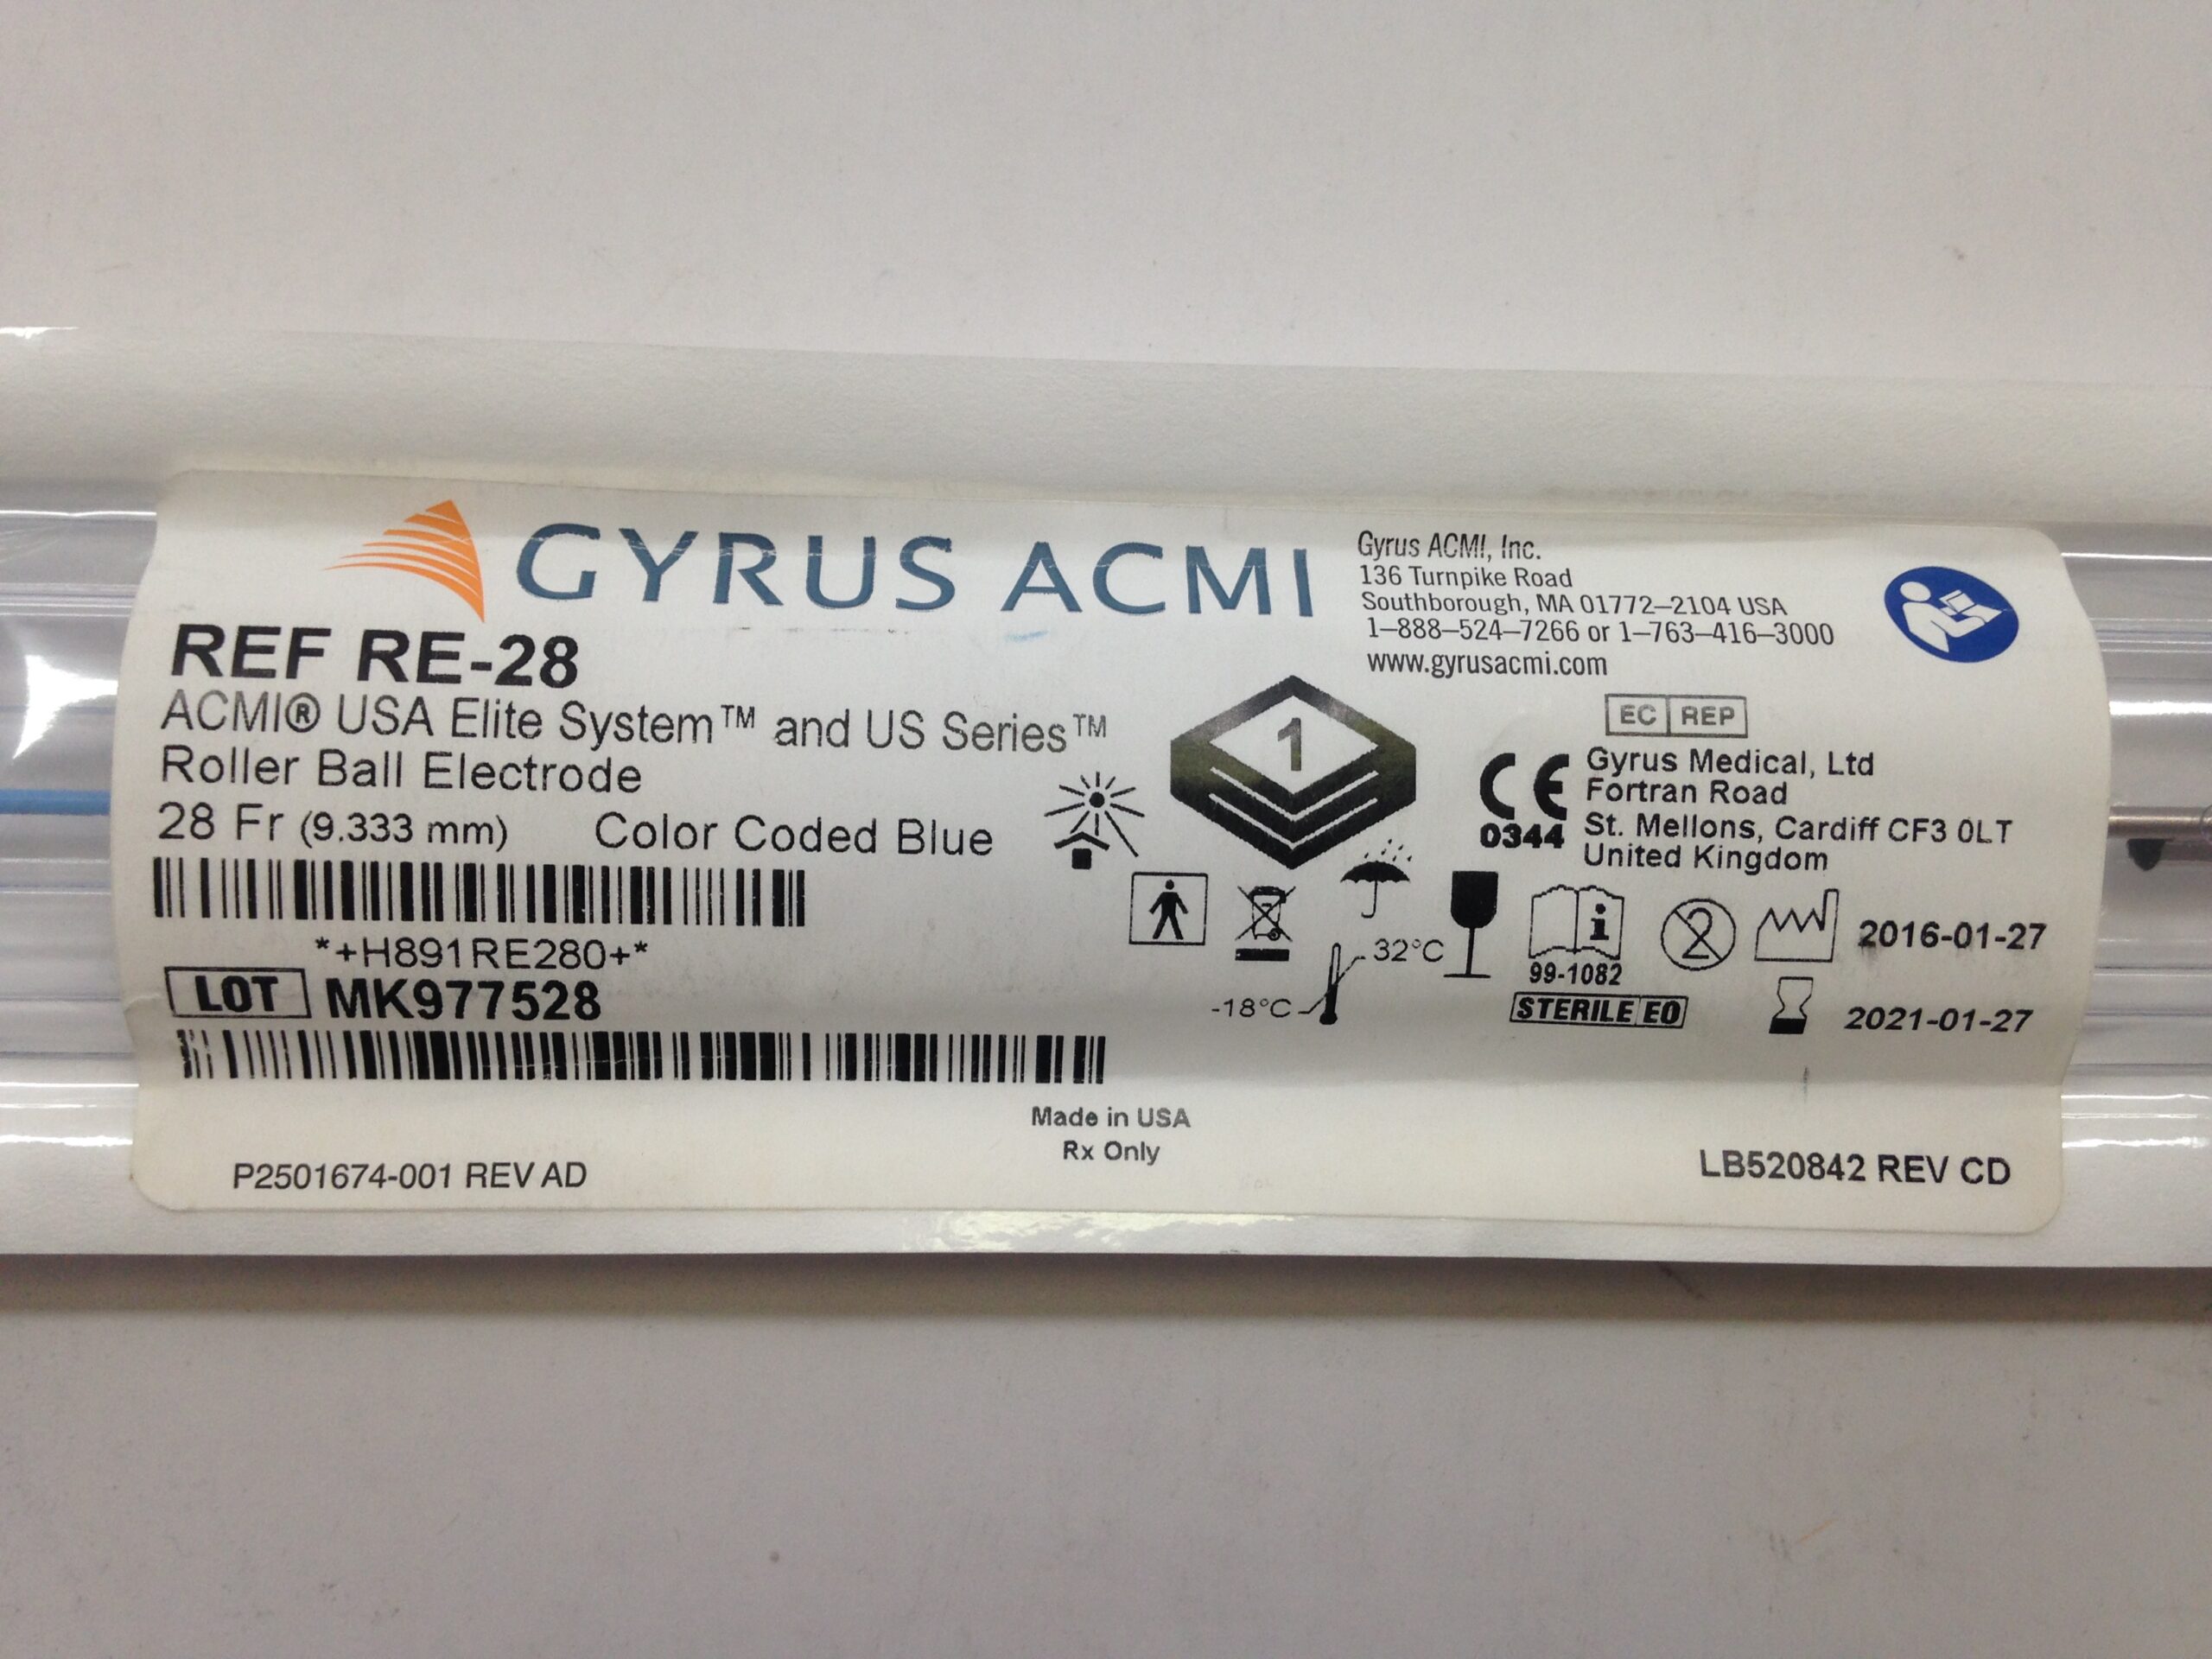 GYRUS ACMI
REF RE-28
ACMI® USA Elite System™ and US Series™
Roller Ball Electrode
28 Fr (9.333 mm) Color Coded Blue
*+H891RE280+*
LOT MK977528
P2501674-001 REV AD
Made in USA
Rx Only
1
32°C
-18°C
Gyrus ACMI, Inc.
136 Turnpike Road
Southborough, MA 01772–2104 USA
1–888–524–7266 or 1–763–416–3000
www.gyrusacmi.com
EC REP
CE 0344
Gyrus Medical, Ltd
Fortran Road
St. Mellons, Cardiff CF3 0LT
United Kingdom
i
99-1082
2
2016-01-27
STERILE EO
2021-01-27
LB520842 REV CD